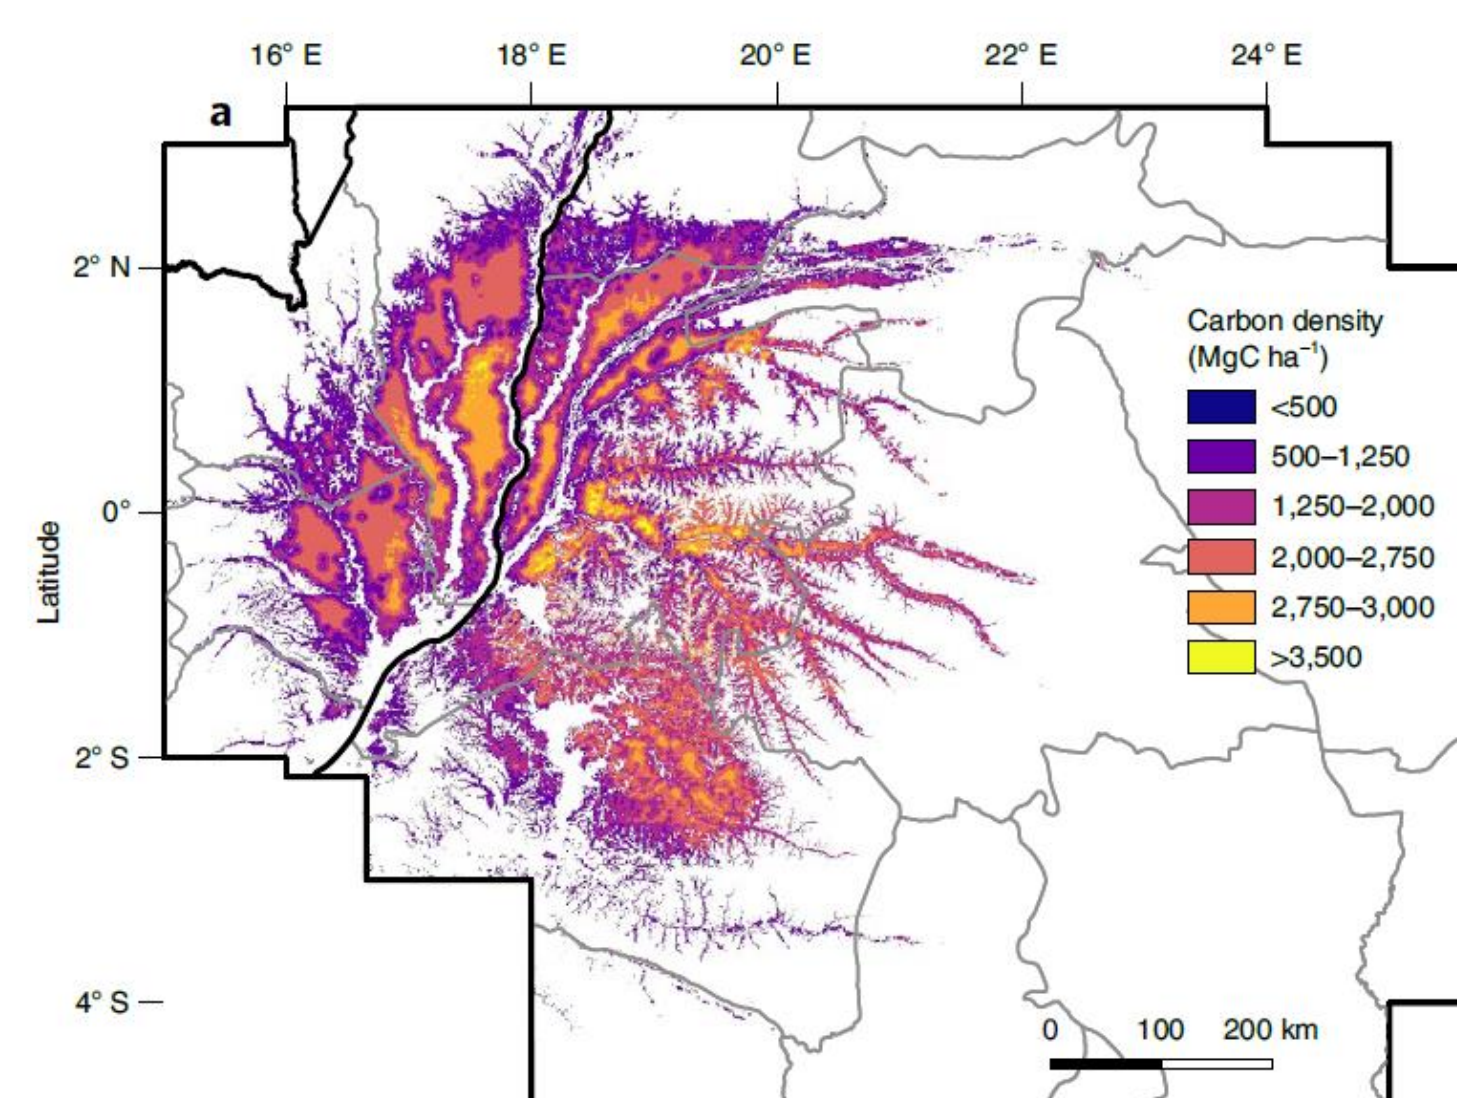 16° E 18° E 20° E 22° E 24° E
a
2° N
0°
2° S
4° S
Latitude
Carbon density
(MgC ha⁻¹)
<500
500–1,250
1,250–2,000
2,000–2,750
2,750–3,000
>3,500
0 100 200 km